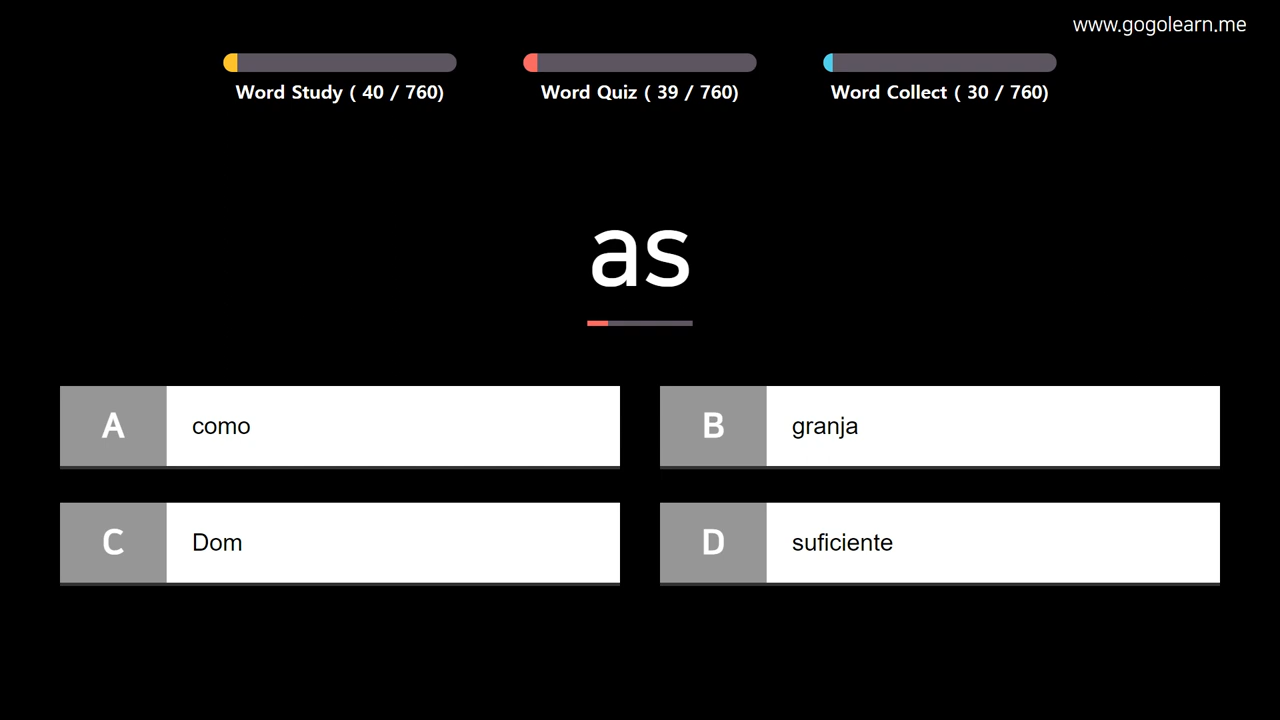 www.gogolearn.me
Word Study ( 40 / 760)
Word Quiz ( 39 / 760)
Word Collect ( 30 / 760)
as
A como
B granja
C Dom
D suficiente